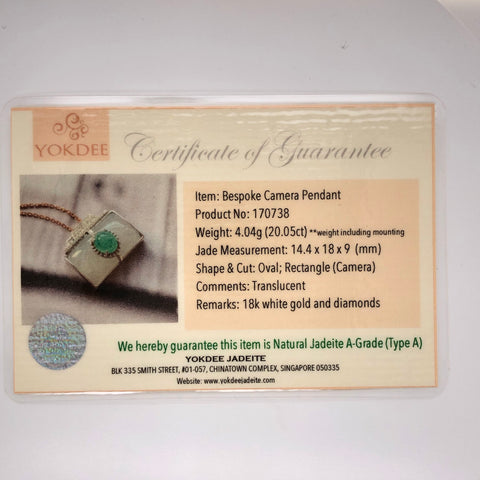 YOKDEE
Certificate of Guarantee
Item: Bespoke Camera Pendant
Product No: 170738
Weight: 4.04g (20.05ct) **weight including mounting
Jade Measurement: 14.4 x 18 x 9 (mm)
Shape & Cut: Oval; Rectangle (Camera)
Comments: Translucent
Remarks: 18k white gold and diamonds
We hereby guarantee this item is Natural Jadeite A-Grade (Type A)
YOKDEE JADEITE
BLK 335 SMITH STREET, #01-057, CHINATOWN COMPLEX, SINGAPORE 050335
Website: www.yokdeejadeite.com